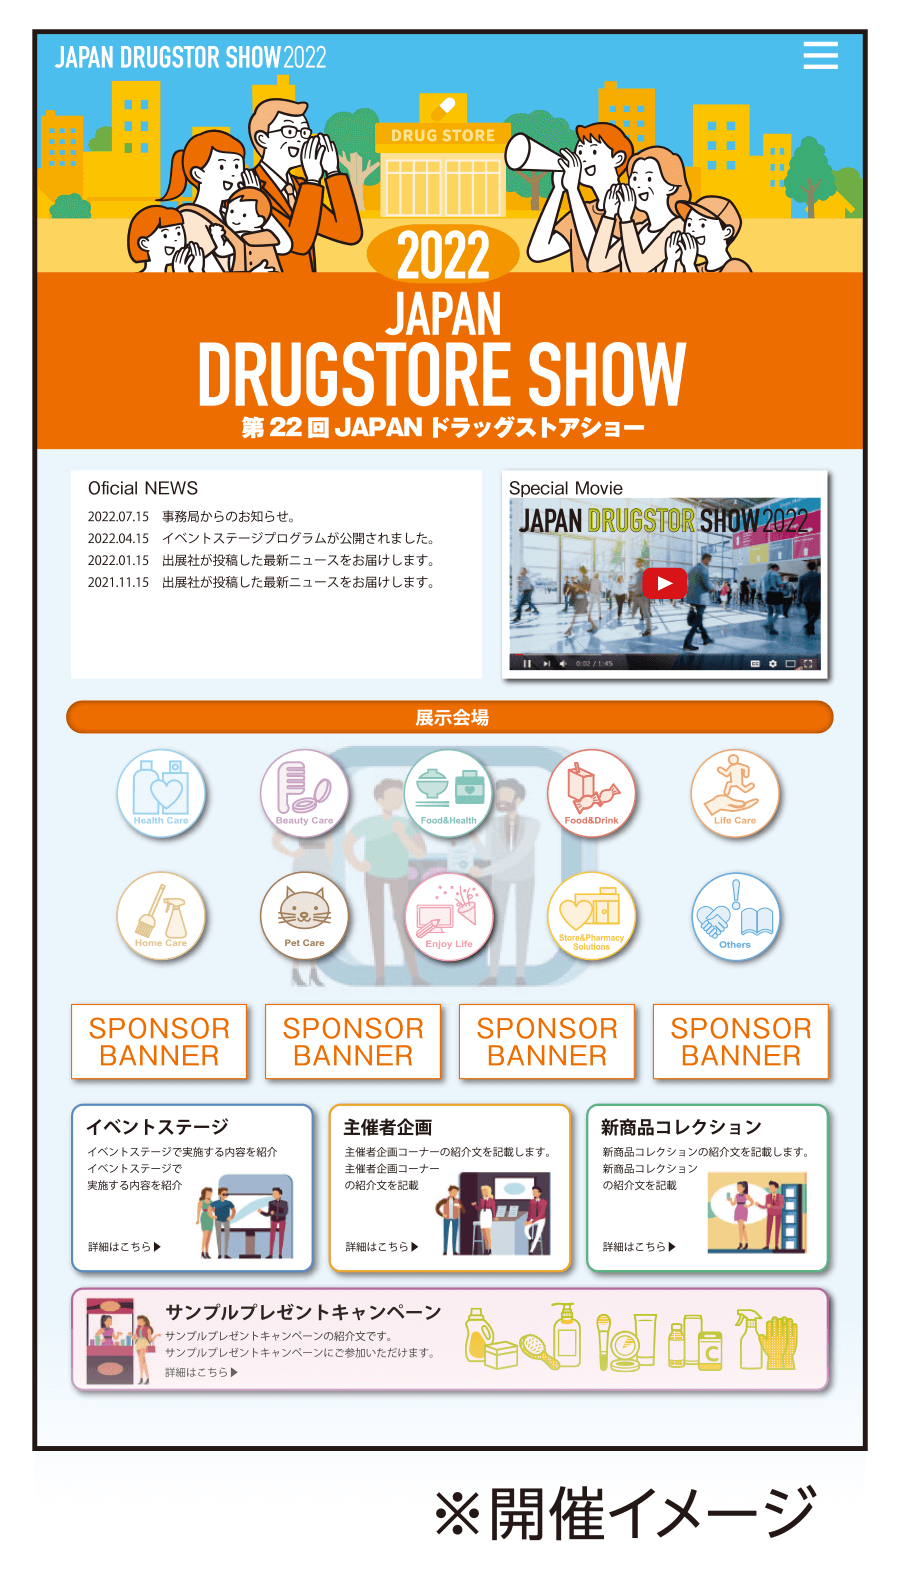 JAPAN DRUGSTOR SHOW2022
DRUG STORE
2022
JAPAN
DRUGSTORE SHOW
第22回 JAPANドラッグストアショー
Oficial NEWS
2022.07.15 事務局からのお知らせ。
2022.04.15 イベントステージプログラムが公開されました。
2022.01.15 出展社が投稿した最新ニュースをお届けします。
2021.11.15 出展社が投稿した最新ニュースをお届けします。
Special Movie
JAPAN DRUGSTOR SHOW2022
0:02 / 1:45
展示会場
Health Care
Beauty Care
Food&Health
Food&Drink
Life Care
Home Care
Pet Care
Enjoy Life
Store&Pharmacy
Solutions
Others
SPONSOR
BANNER
SPONSOR
BANNER
SPONSOR
BANNER
SPONSOR
BANNER
イベントステージ
イベントステージで実施する内容を紹介
イベントステージで
実施する内容を紹介
詳細はこちら▶
主催者企画
主催者企画コーナーの紹介文を記載します。
主催者企画コーナー
の紹介文を記載
詳細はこちら▶
新商品コレクション
新商品コレクションの紹介文を記載します。
新商品コレクション
の紹介文を記載
詳細はこちら▶
サンプルプレゼントキャンペーン
サンプルプレゼントキャンペーンの紹介文です。
サンプルプレゼントキャンペーンにご参加いただけます。
詳細はこちら▶
C
※開催イメージ